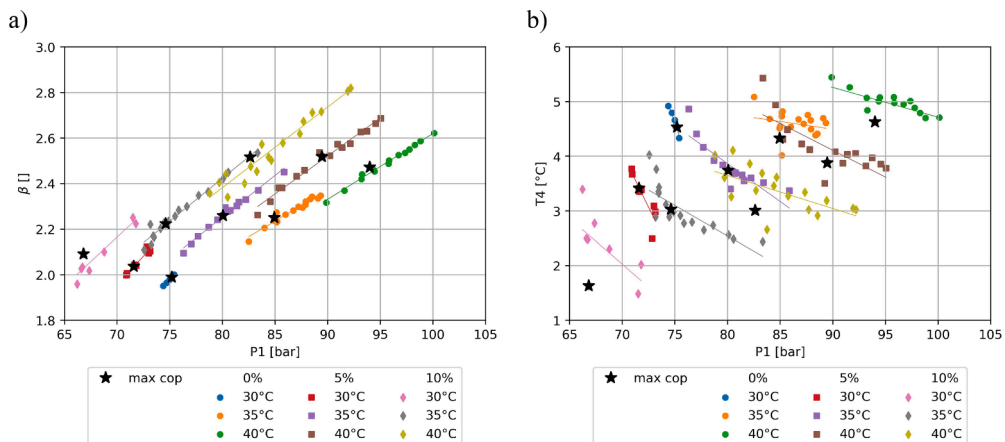 a)
3.0
2.8
2.6
2.4
2.2
2.0
1.8
β []
65 70 75 80 85 90 95 100 105
P1 [bar]
max cop 0% 5% 10%
30°C 30°C 30°C
35°C 35°C 35°C
40°C 40°C 40°C
b)
6
5
4
3
2
1
T4 [°C]
65 70 75 80 85 90 95 100 105
P1 [bar]
max cop 0% 5% 10%
30°C 30°C 30°C
35°C 35°C 35°C
40°C 40°C 40°C